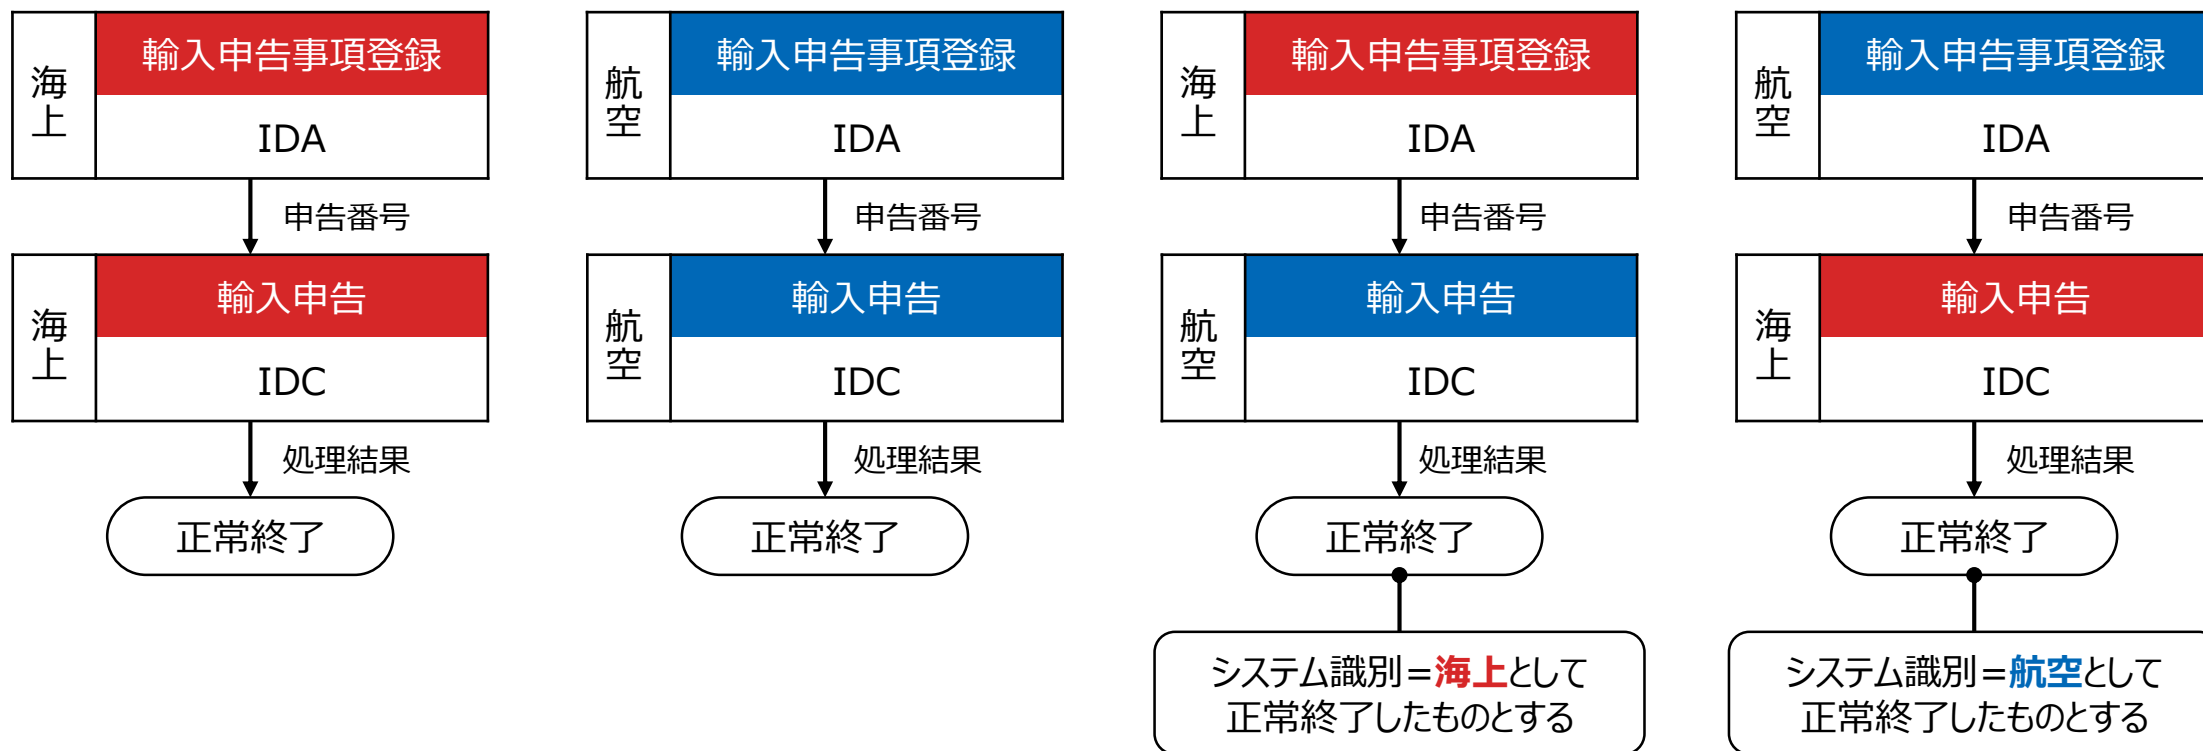 海上
輸入申告事項登録
IDA
申告番号
海上
輸入申告
IDC
処理結果
正常終了
航空
輸入申告事項登録
IDA
申告番号
航空
輸入申告
IDC
処理結果
正常終了
海上
輸入申告事項登録
IDA
申告番号
航空
輸入申告
IDC
処理結果
正常終了
システム識別=海上として
正常終了したものとする
航空
輸入申告事項登録
IDA
申告番号
海上
輸入申告
IDC
処理結果
正常終了
システム識別=航空として
正常終了したものとする